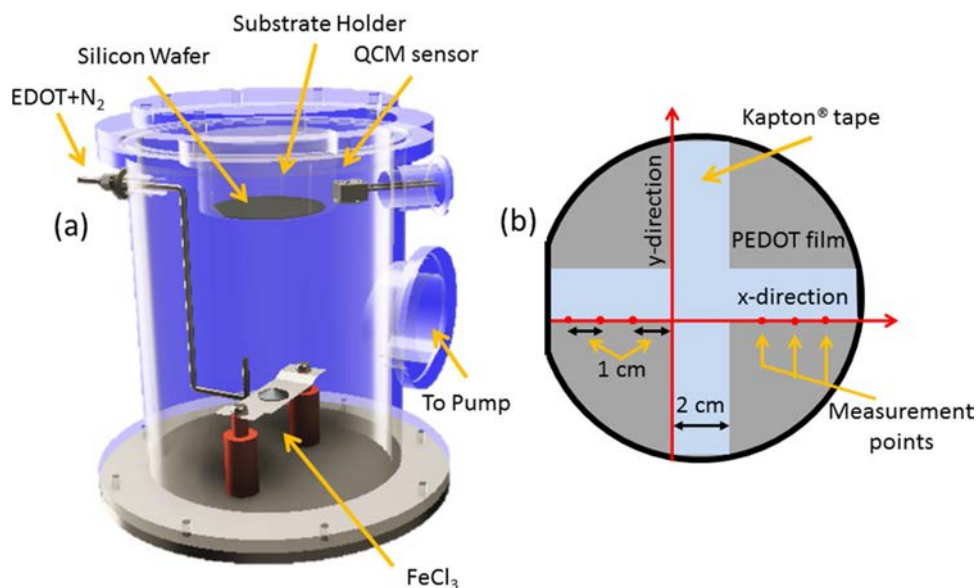 (a)
Substrate Holder
Silicon Wafer
QCM sensor
EDOT+N₂
To Pump
FeCl₃
(b)
Kapton® tape
y-direction
PEDOT film
x-direction
1 cm
2 cm
Measurement
points